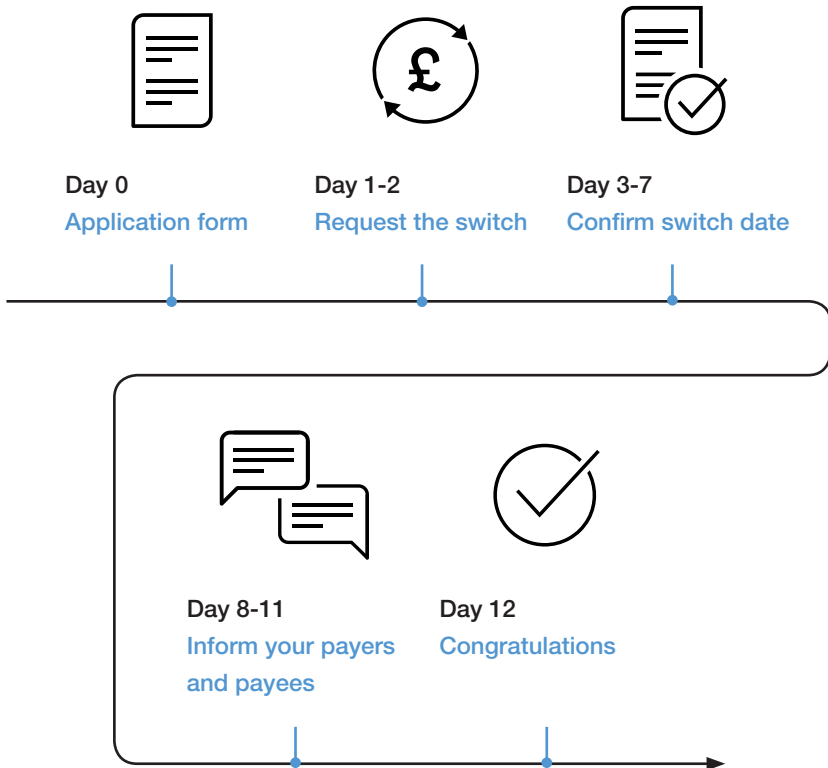 £
Day 0
Application form
Day 1-2
Request the switch
Day 3-7
Confirm switch date
Day 8-11
Inform your payers
and payees
Day 12
Congratulations